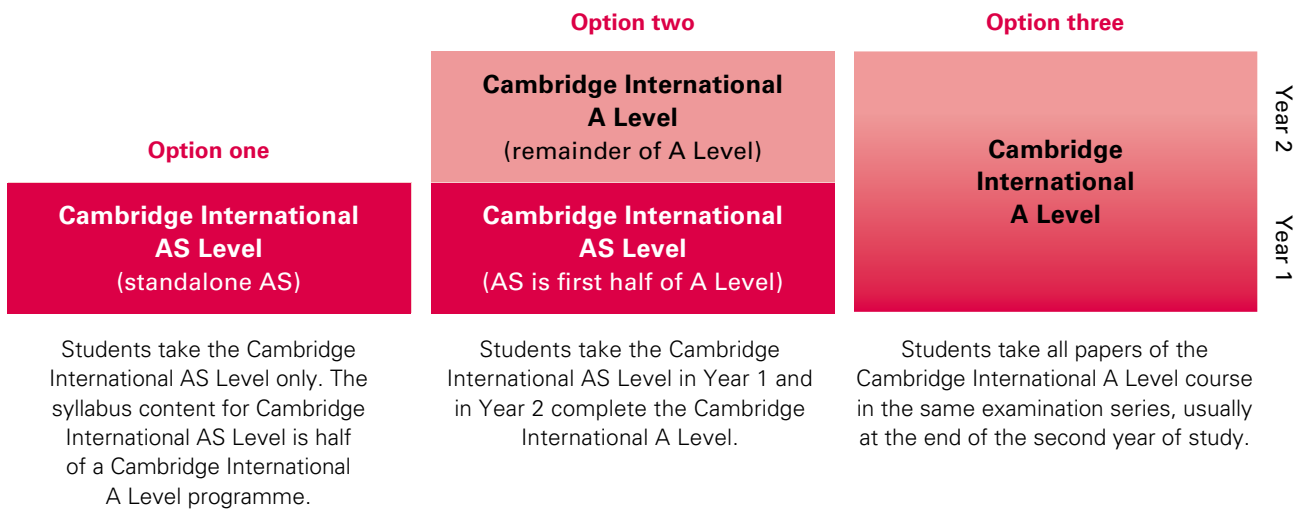 Option one
Cambridge International
AS Level
(standalone AS)
Students take the Cambridge
International AS Level only. The
syllabus content for Cambridge
International AS Level is half
of a Cambridge International
A Level programme.
Option two
Cambridge International
A Level
(remainder of A Level)
Cambridge International
AS Level
(AS is first half of A Level)
Students take the Cambridge
International AS Level in Year 1 and
in Year 2 complete the Cambridge
International A Level.
Option three
Cambridge
International
A Level
Students take all papers of the
Cambridge International A Level course
in the same examination series, usually
at the end of the second year of study.
Year 2
Year 1